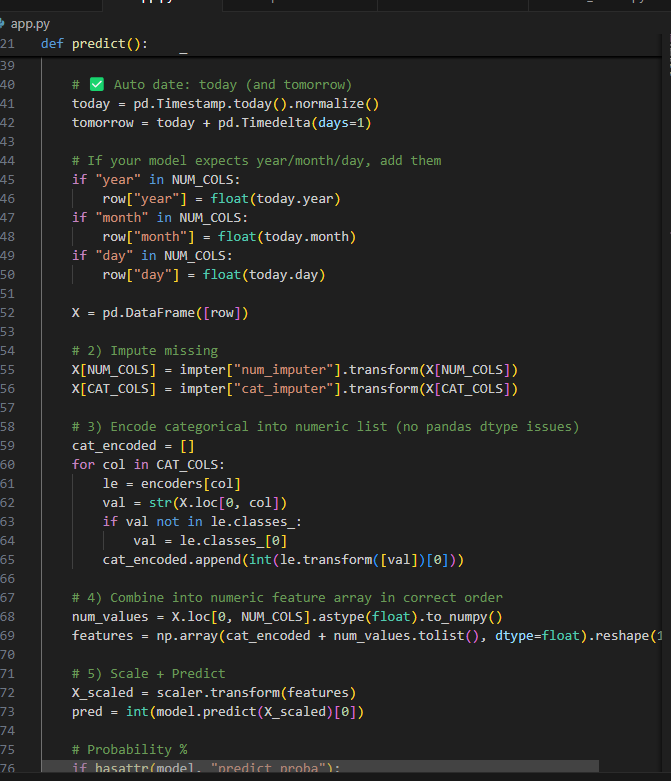 app.py
21 def predict():
39
40 # ✅ Auto date: today (and tomorrow)
41 today = pd.Timestamp.today().normalize()
42 tomorrow = today + pd.Timedelta(days=1)
43
44 # If your model expects year/month/day, add them
45 if "year" in NUM_COLS:
46 row["year"] = float(today.year)
47 if "month" in NUM_COLS:
48 row["month"] = float(today.month)
49 if "day" in NUM_COLS:
50 row["day"] = float(today.day)
51
52 X = pd.DataFrame([row])
53
54 # 2) Impute missing
55 X[NUM_COLS] = impter["num_imputer"].transform(X[NUM_COLS])
56 X[CAT_COLS] = impter["cat_imputer"].transform(X[CAT_COLS])
57
58 # 3) Encode categorical into numeric list (no pandas dtype issues)
59 cat_encoded = []
60 for col in CAT_COLS:
61 le = encoders[col]
62 val = str(X.loc[0, col])
63 if val not in le.classes_:
64 val = le.classes_[0]
65 cat_encoded.append(int(le.transform([val])[0]))
66
67 # 4) Combine into numeric feature array in correct order
68 num_values = X.loc[0, NUM_COLS].astype(float).to_numpy()
69 features = np.array(cat_encoded + num_values.tolist(), dtype=float).reshape(1
70
71 # 5) Scale + Predict
72 X_scaled = scaler.transform(features)
73 pred = int(model.predict(X_scaled)[0])
74
75 # Probability %
76 if hasattr(model, "predict_proba"):